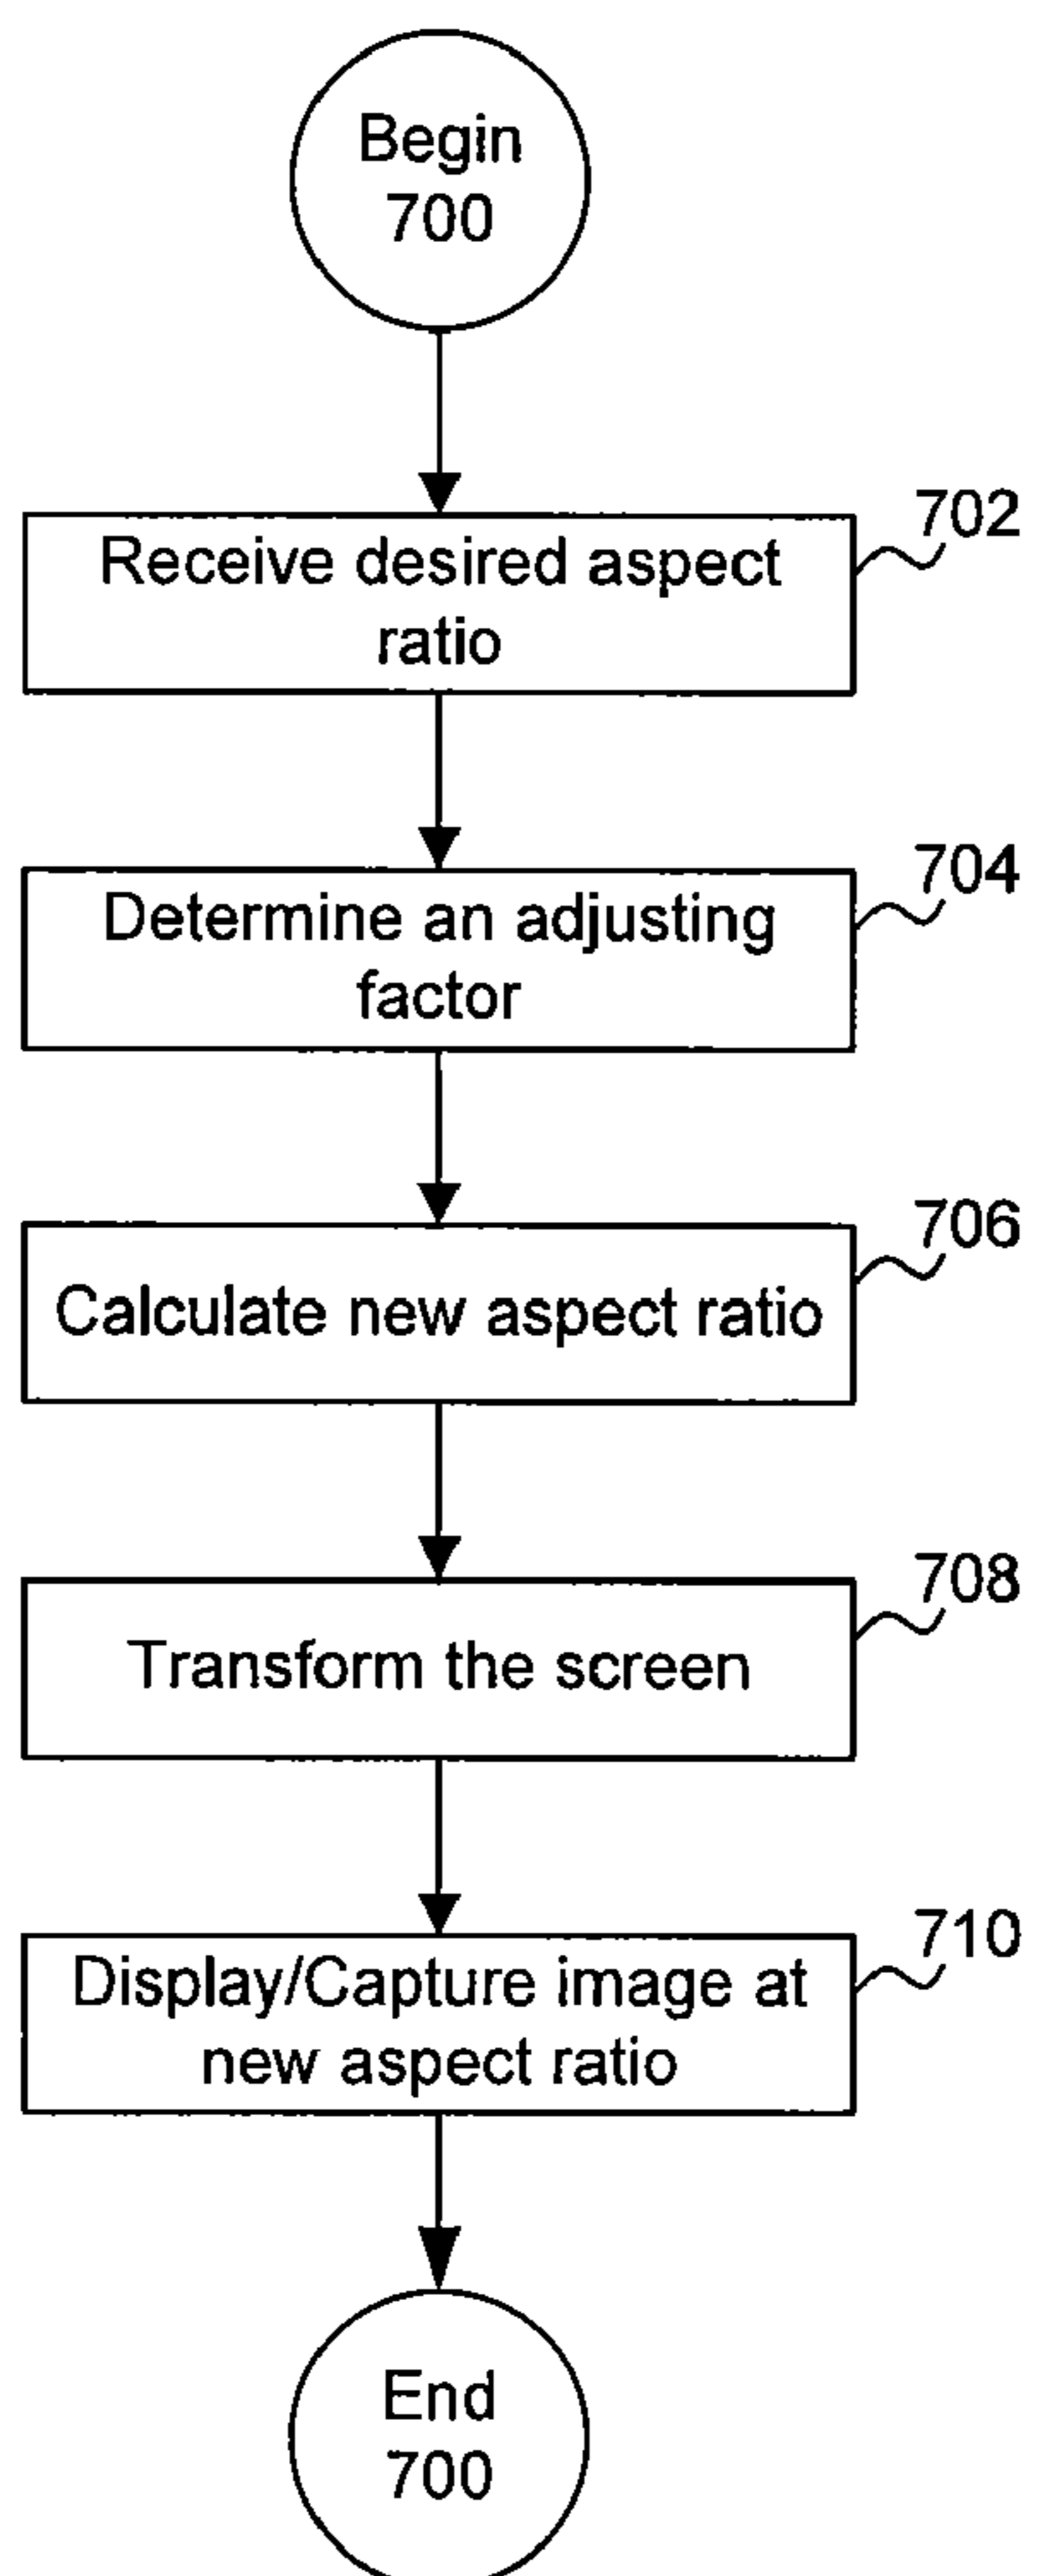 Begin
700
702
Receive desired aspect
ratio
704
Determine an adjusting
factor
706
Calculate new aspect ratio
708
Transform the screen
710
Display/Capture image at
new aspect ratio
End
700